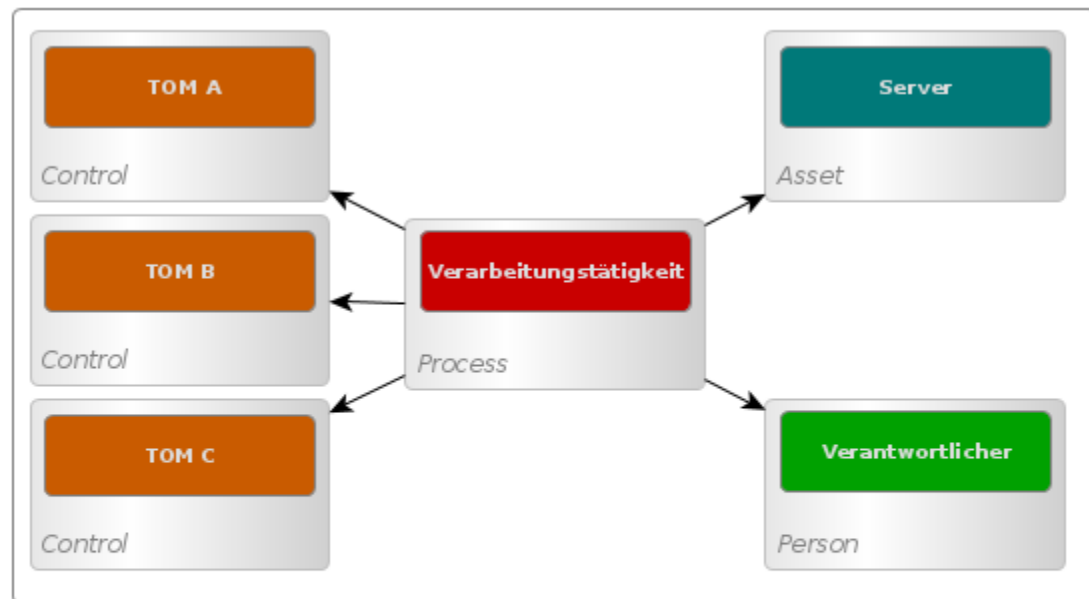 TOM A
Control
TOM B
Control
TOM C
Control
Verarbeitungstätigkeit
Process
Server
Asset
Verantwortlicher
Person